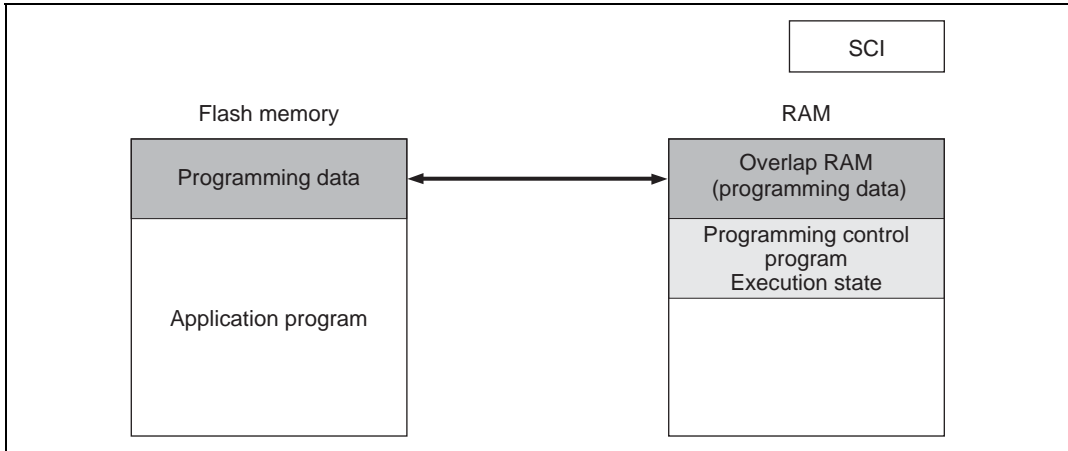 SCI
Flash memory
RAM
Programming data
Overlap RAM
(programming data)
Programming control
program
Execution state
Application program